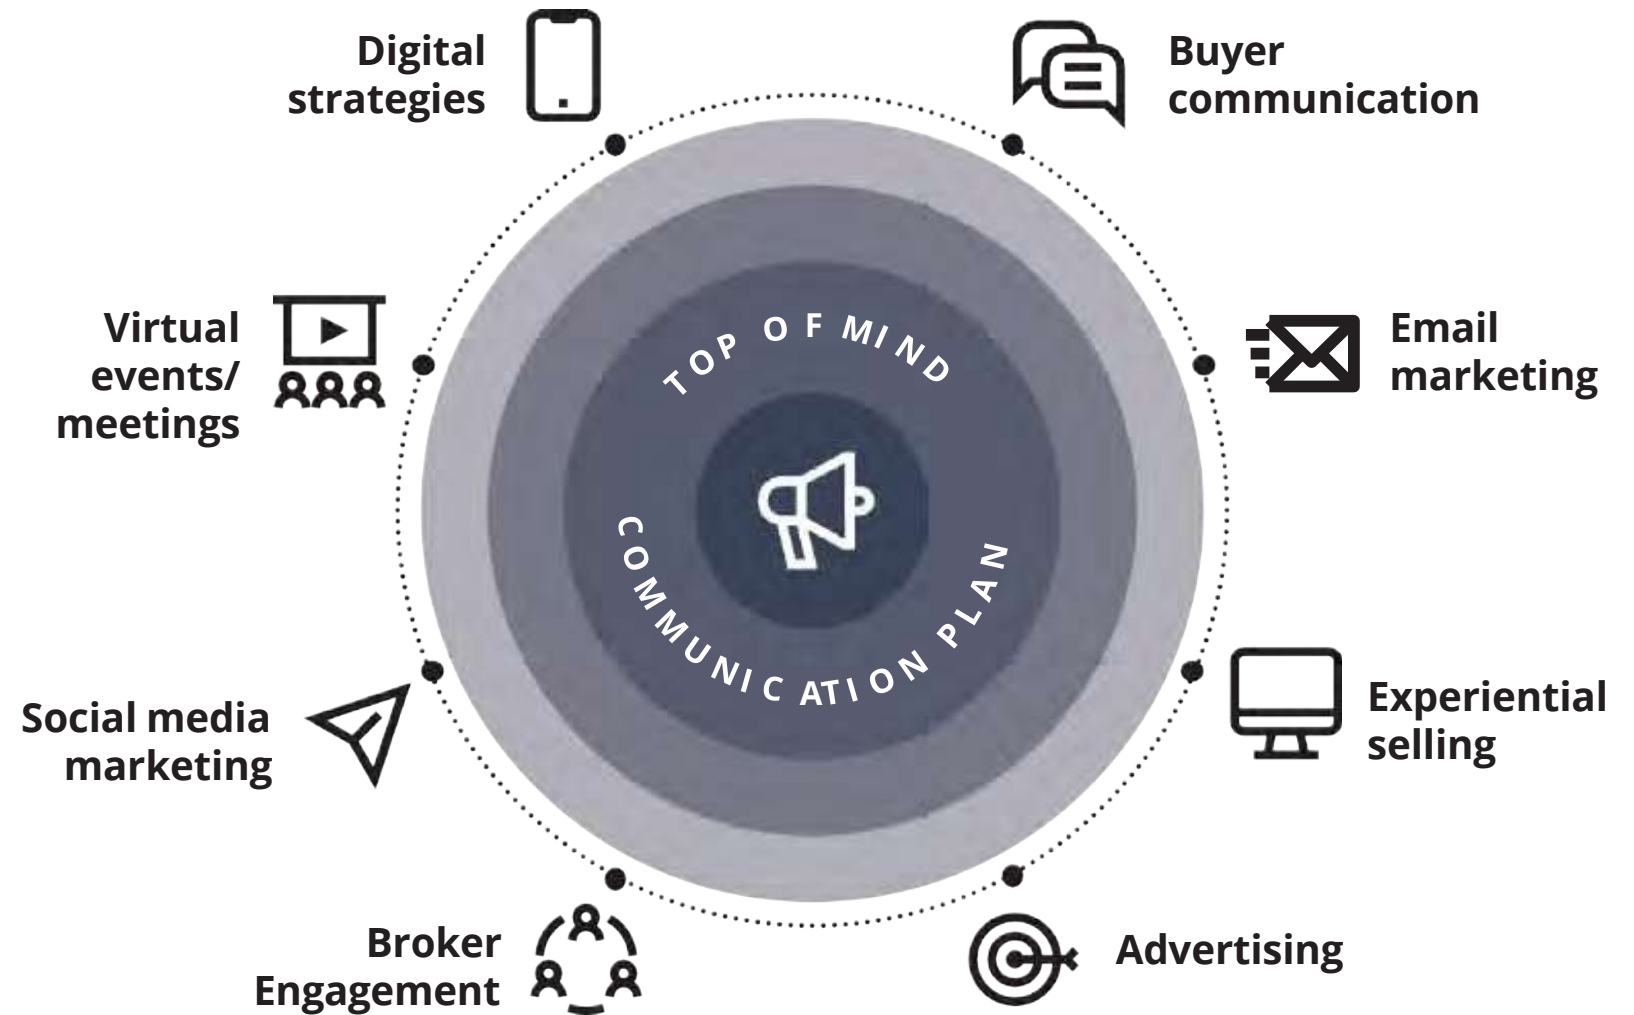 Digital
strategies
Buyer
communication
Virtual
events/
meetings
Email
marketing
TOP OF MIND
COMMUNICATION PLAN
Social media
marketing
Experiential
selling
Broker
Engagement
Advertising